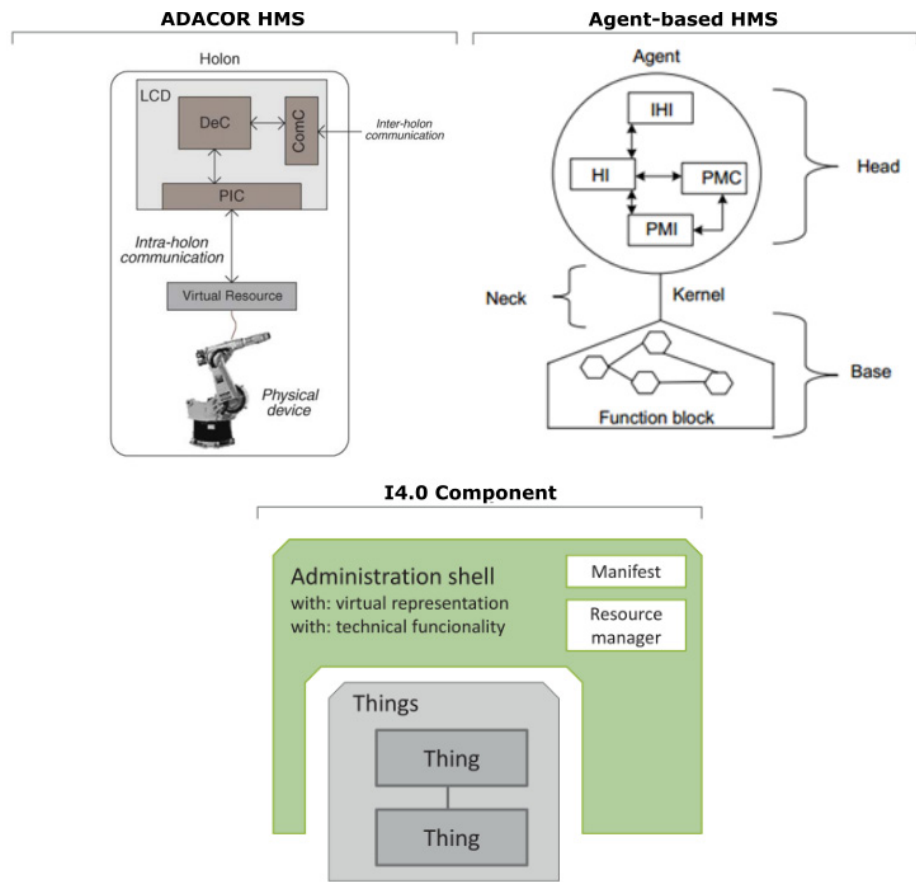 ADACOR HMS
Holon
LCD
DeC
ComC
Inter-holon
communication
PIC
Intra-holon
communication
Virtual Resource
Physical
device
Agent-based HMS
Agent
IHI
HI
PMC
PMI
Head
Neck
Kernel
Base
Function block
I4.0 Component
Administration shell
with: virtual representation
with: technical funcionality
Manifest
Resource
manager
Things
Thing
Thing